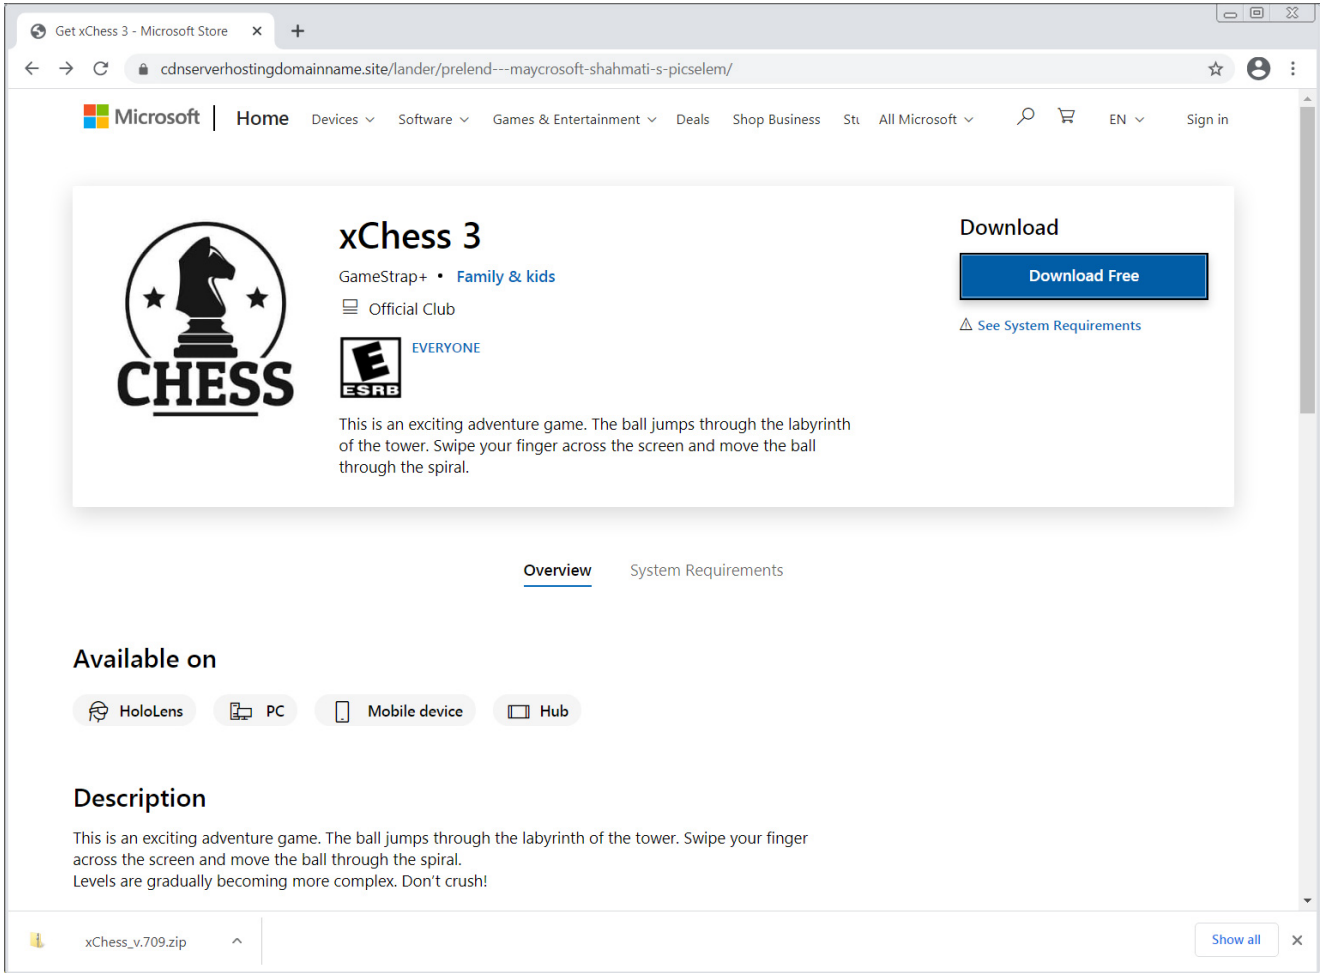 Get xChess 3 - Microsoft Store
cdnserverhostingdomainname.site/lander/prelend---maycrosoft-shahmati-s-picselem/
Microsoft Home Devices Software Games & Entertainment Deals Shop Business Stu All Microsoft EN Sign in
xChess 3
GameStrap+ • Family & kids
Official Club
E
ESRB
EVERYONE
This is an exciting adventure game. The ball jumps through the labyrinth
of the tower. Swipe your finger across the screen and move the ball
through the spiral.
CHESS
Download
Download Free
See System Requirements
Overview System Requirements
Available on
HoloLens PC Mobile device Hub
Description
This is an exciting adventure game. The ball jumps through the labyrinth of the tower. Swipe your finger
across the screen and move the ball through the spiral.
Levels are gradually becoming more complex. Don't crush!
xChess_v.709.zip Show all